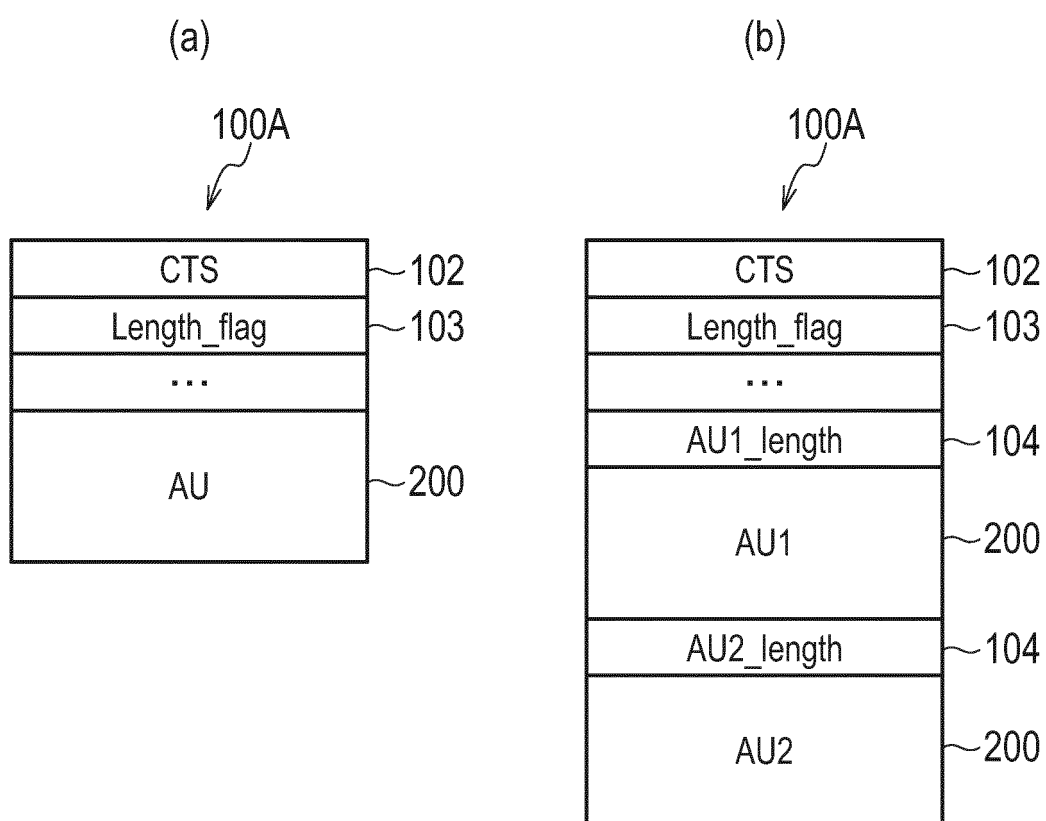 (a)
100A
CTS
102
Length_flag
103
...
AU
200
(b)
100A
CTS
102
Length_flag
103
...
AU1_length
104
AU1
200
AU2_length
104
AU2
200